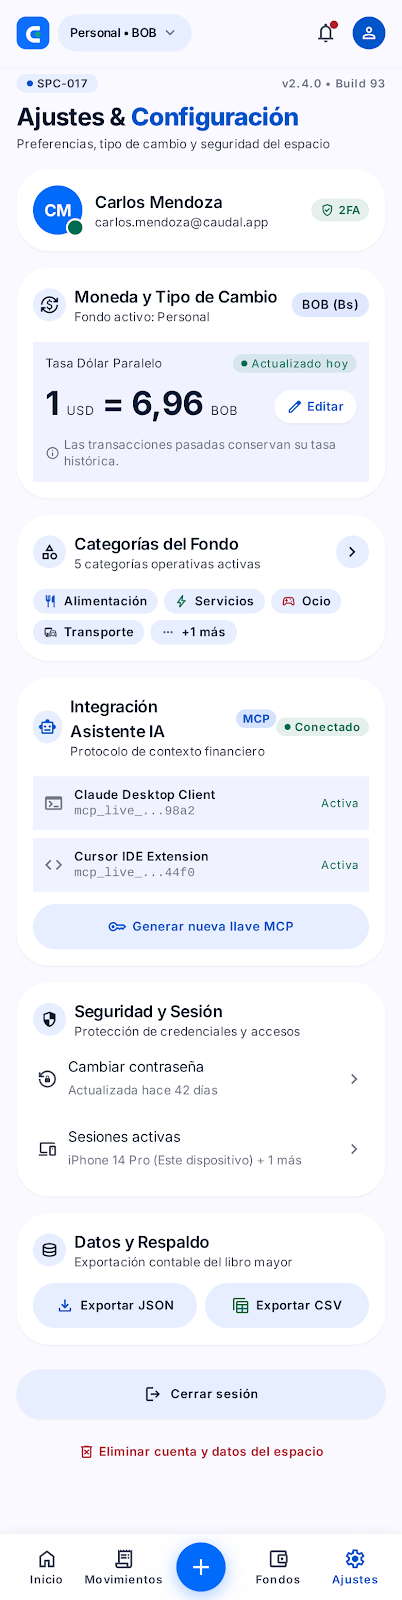 C
Personal • BOB
SPC-017
v2.4.0 • Build 93
Ajustes & Configuración
Preferencias, tipo de cambio y seguridad del espacio
CM
Carlos Mendoza
carlos.mendoza@caudal.app
2FA
Moneda y Tipo de Cambio
Fondo activo: Personal
BOB (Bs)
Tasa Dólar Paralelo
Actualizado hoy
1 USD = 6,96 BOB
Editar
Las transacciones pasadas conservan su tasa
histórica.
Categorías del Fondo
5 categorías operativas activas
Alimentación
Servicios
Ocio
Transporte
+1 más
Integración
Asistente IA
MCP
Conectado
Protocolo de contexto financiero
Claude Desktop Client
mcp_live_...98a2
Activa
Cursor IDE Extension
mcp_live_...44f0
Activa
Generar nueva llave MCP
Seguridad y Sesión
Protección de credenciales y accesos
Cambiar contraseña
Actualizada hace 42 días
Sesiones activas
iPhone 14 Pro (Este dispositivo) + 1 más
Datos y Respaldo
Exportación contable del libro mayor
Exportar JSON
Exportar CSV
Cerrar sesión
Eliminar cuenta y datos del espacio
Inicio
Movimientos
Fondos
Ajustes